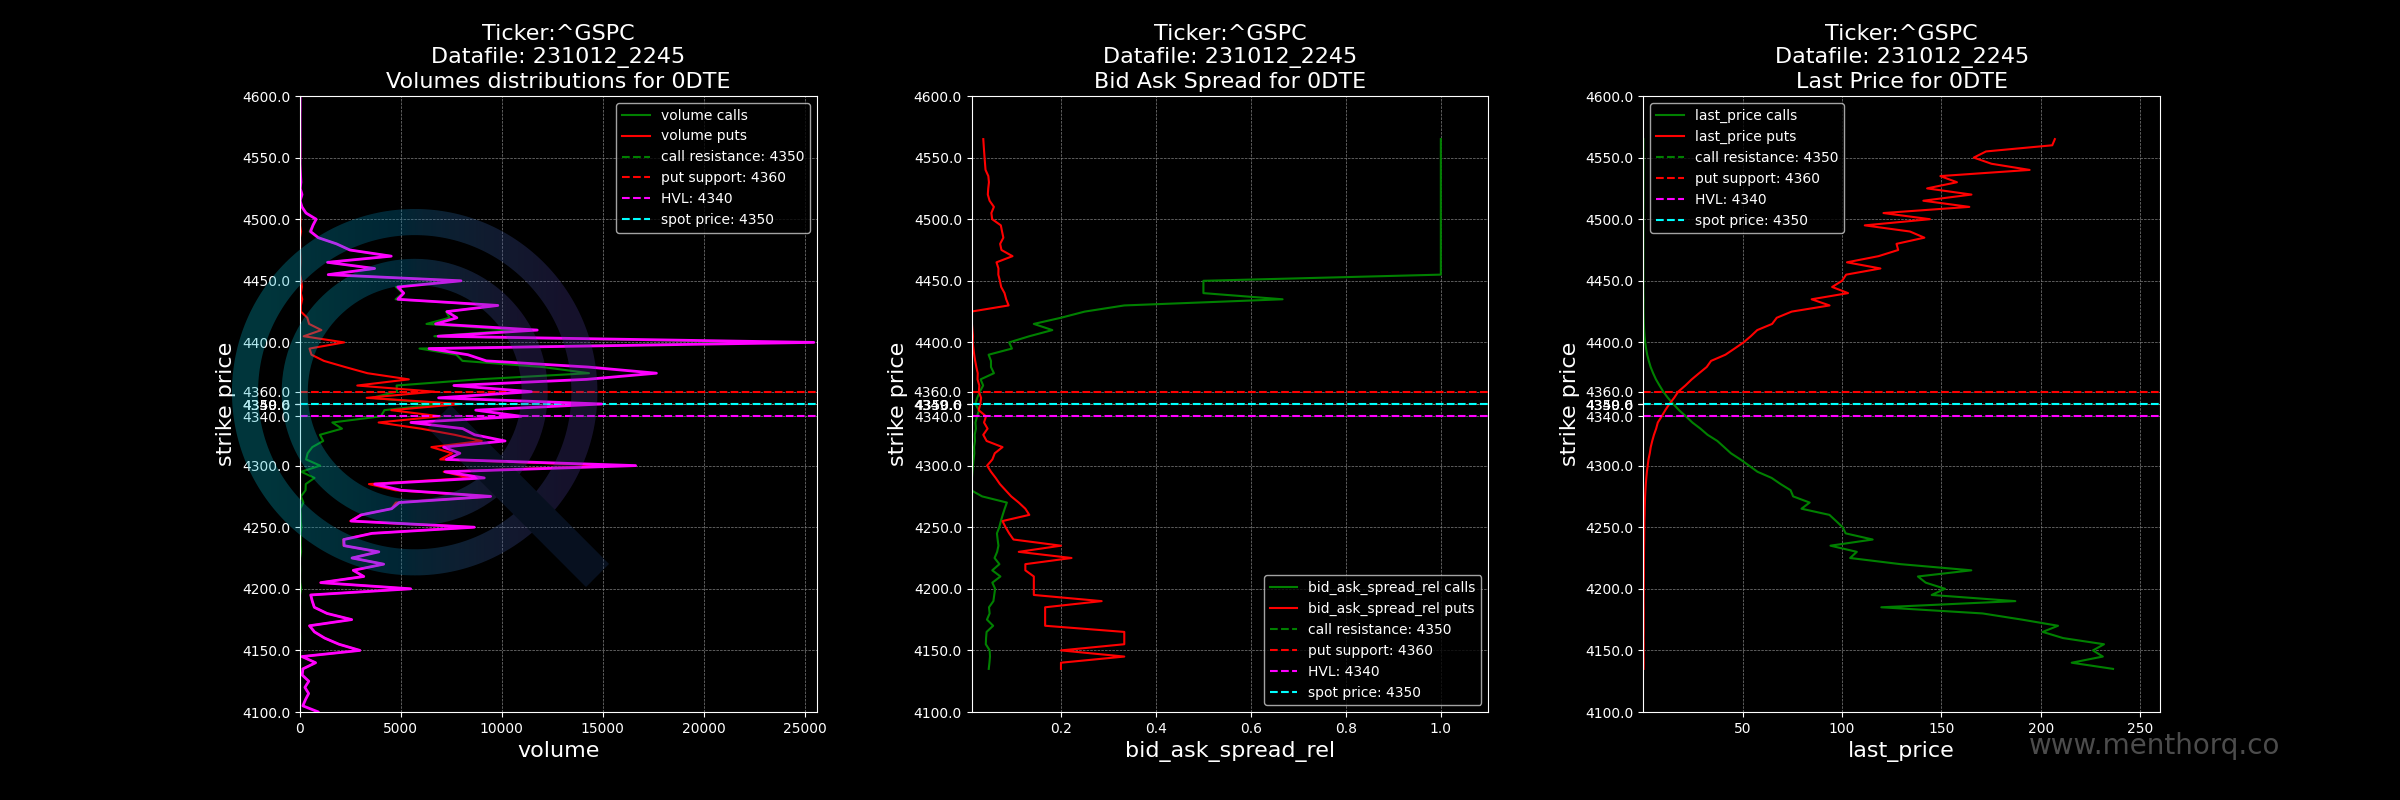 Ticker:^GSPC
Datafile: 231012_2245
Volumes distributions for 0DTE
4600.0
4550.0
4500.0
4450.0
4400.0
4360.0
4340.0
4300.0
4250.0
4200.0
4150.0
4100.0
strike price
volume calls
volume puts
call resistance: 4350
put support: 4360
HVL: 4340
spot price: 4350
0
5000
10000
15000
20000
25000
volume
Ticker:^GSPC
Datafile: 231012_2245
Bid Ask Spread for 0DTE
4600.0
4550.0
4500.0
4450.0
4400.0
4360.0
4340.0
4300.0
4250.0
4200.0
4150.0
4100.0
strike price
bid_ask_spread_rel calls
bid_ask_spread_rel puts
call resistance: 4350
put support: 4360
HVL: 4340
spot price: 4350
0.2
0.4
0.6
0.8
1.0
bid_ask_spread_rel
Ticker:^GSPC
Datafile: 231012_2245
Last Price for 0DTE
4600.0
4550.0
4500.0
4450.0
4400.0
4360.0
4340.0
4300.0
4250.0
4200.0
4150.0
4100.0
strike price
last_price calls
last_price puts
call resistance: 4350
put support: 4360
HVL: 4340
spot price: 4350
50
100
150
200
250
last_price
www.menthorq.co